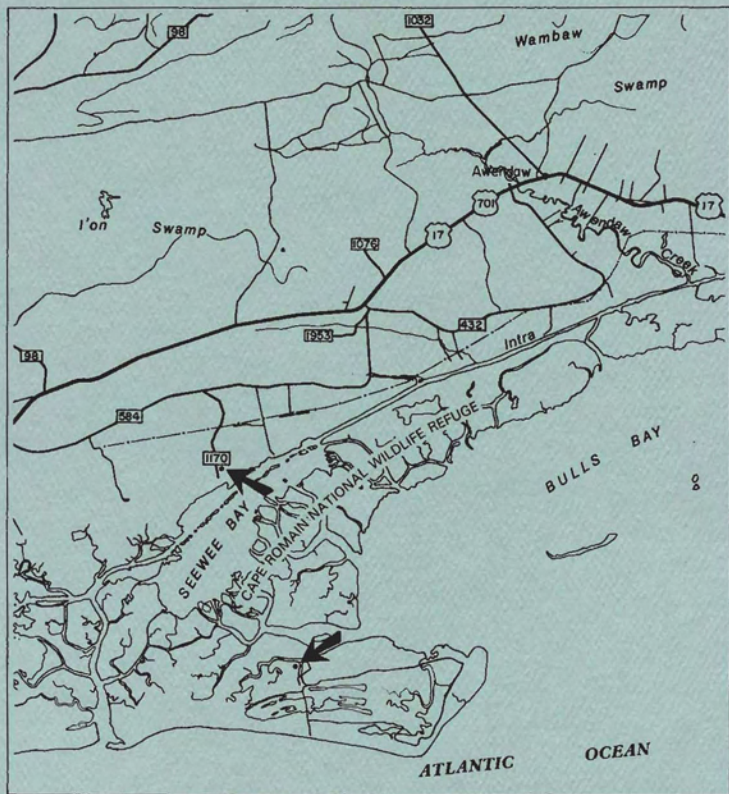 98
1032
Wambaw
Swamp
Awendaw
I'on
Swamp
701
17
17
Awendaw
Creek
1076
1953
432
Intra
98
584
1170
SEEWEE BAY
CAPE ROMAIN NATIONAL WILDLIFE REFUGE
BULLS BAY
ATLANTIC OCEAN